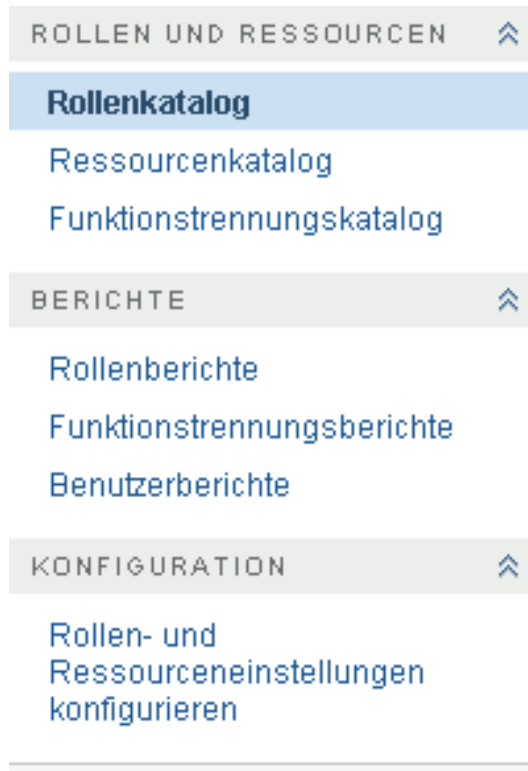 ROLLEN UND RESSOURCEN
Rollenkatalog
Ressourcenkatalog
Funktionstrennungskatalog
BERICHTE
Rollenberichte
Funktionstrennungsberichte
Benutzerberichte
KONFIGURATION
Rollen- und
Ressourceneinstellungen
konfigurieren